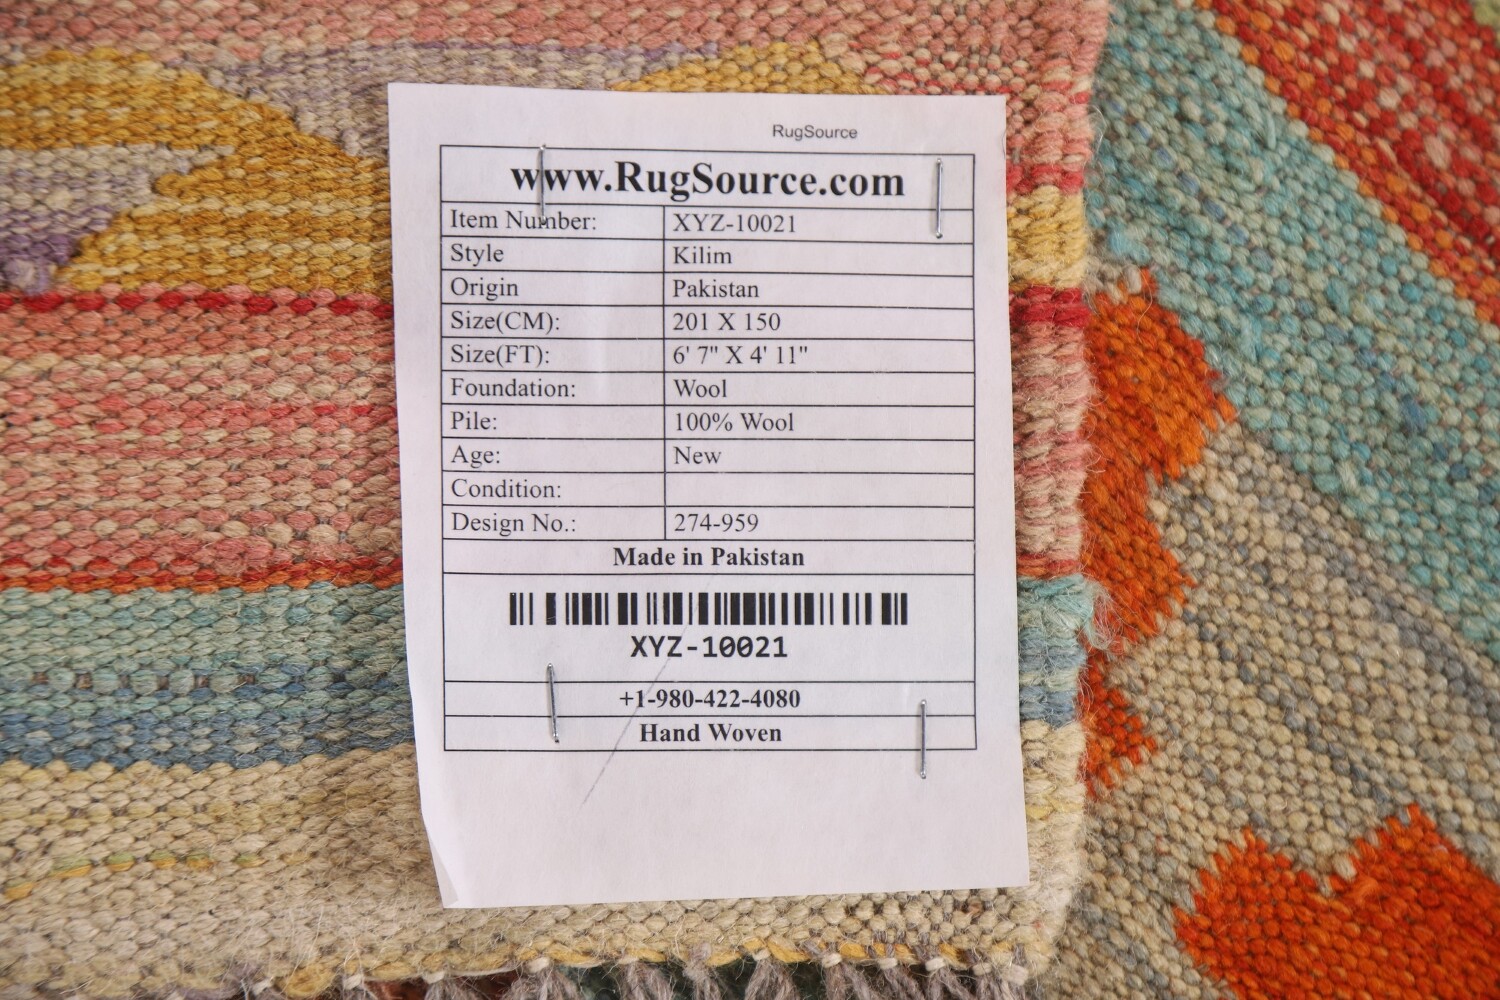 RugSource
www.RugSource.com
Item Number: XYZ-10021
Style Kilim
Origin Pakistan
Size(CM): 201 X 150
Size(FT): 6' 7" X 4' 11"
Foundation: Wool
Pile: 100% Wool
Age: New
Condition:
Design No.: 274-959
Made in Pakistan
XYZ-10021
+1-980-422-4080
Hand Woven